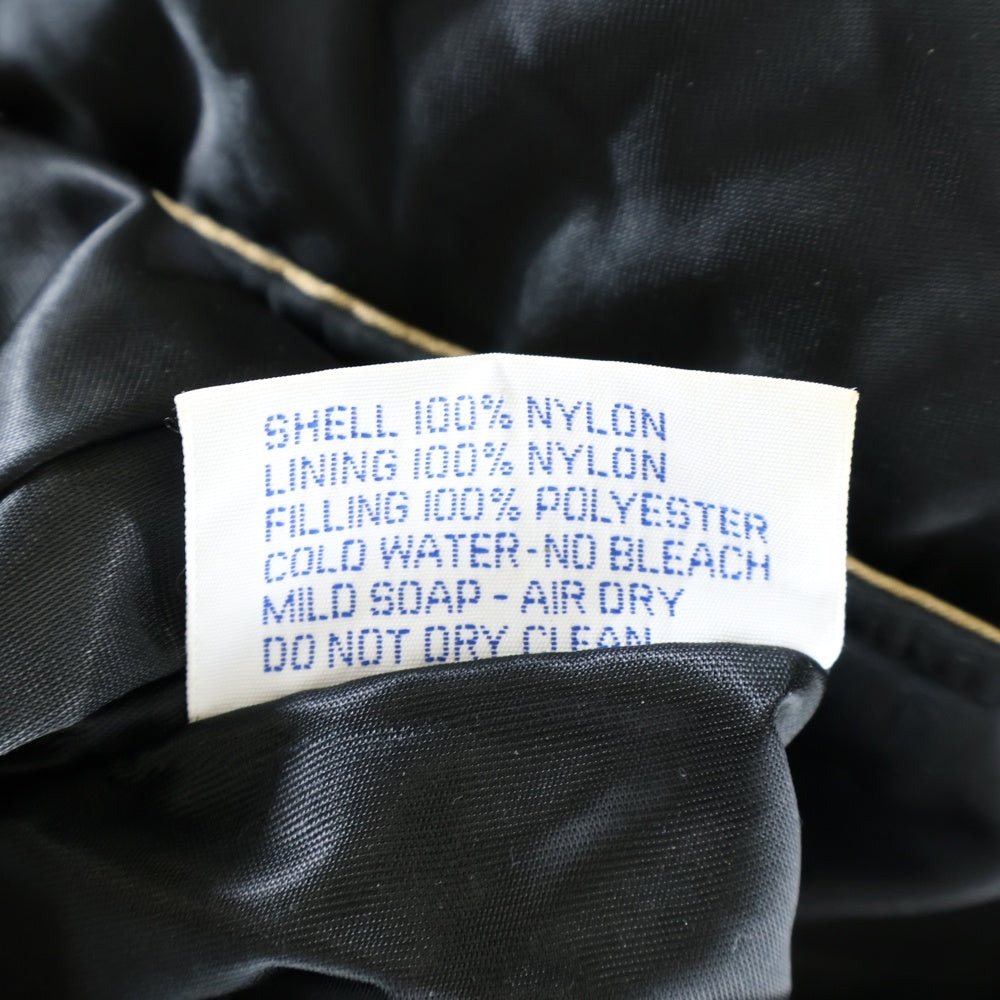 SHELL 100% NYLON
LINING 100% NYLON
FILLING 100% POLYESTER
COLD WATER-NO BLEACH
MILD SOAP - AIR DRY
DO NOT DRY CLEAN